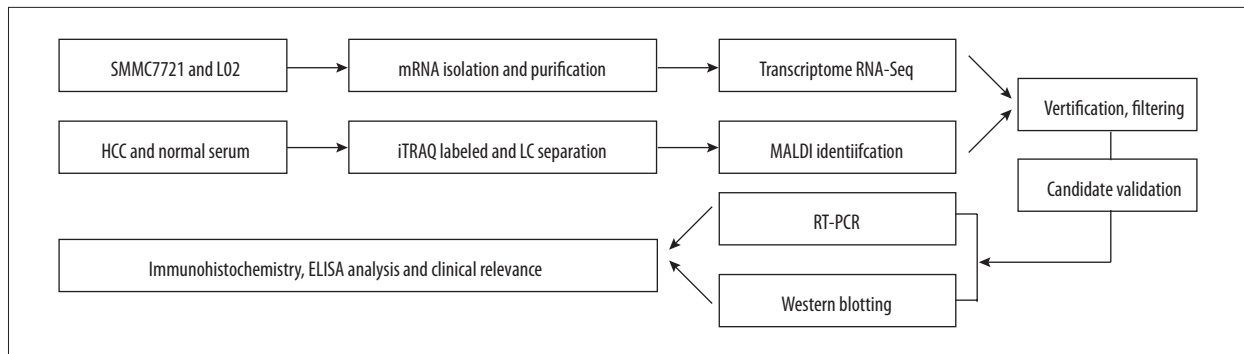 SMMC7721 and L02
mRNA isolation and purification
Transcriptome RNA-Seq
Vertification, filtering
HCC and normal serum
iTRAQ labeled and LC separation
MALDI identiifcation
Candidate validation
RT-PCR
Immunohistochemistry, ELISA analysis and clinical relevance
Western blotting